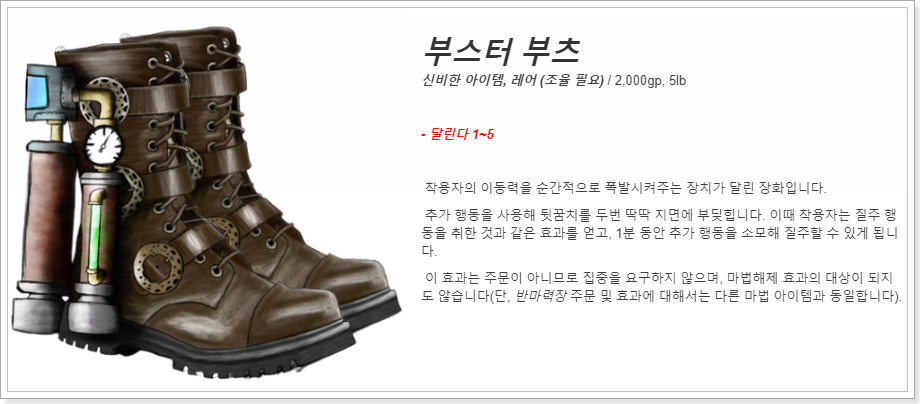 부스터 부츠
신비한 아이템, 레어 (조율 필요) / 2,000gp, 5lb
- 달린다 1~5
착용자의 이동력을 순간적으로 폭발시켜주는 장치가 달린 장화입니다.
추가 행동을 사용해 뒷꿈치를 두번 딱딱 지면에 부딪힙니다. 이때 착용자는 질주 행
동을 취한 것과 같은 효과를 얻고, 1분 동안 추가 행동을 소모해 질주할 수 있게 됩니
다.
이 효과는 주문이 아니므로 집중을 요구하지 않으며, 마법해제 효과의 대상이 되지
도 않습니다(단, 반마력장 주문 및 효과에 대해서는 다른 마법 아이템과 동일합니다).